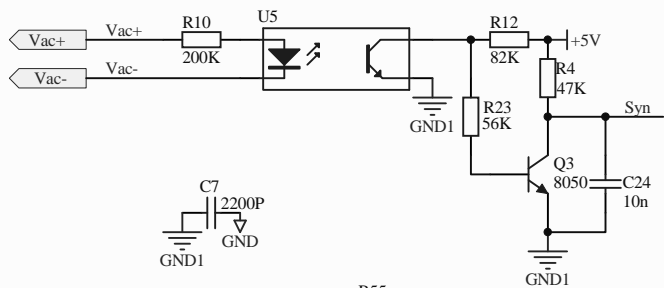 U5
R10
R12
Vac+
Vac+
+5V
200K
82K
R4
47K
Vac-
Vac-
GND1
R23
56K
Syn
Q3
8050
C24
10n
C7
2200P
GND
GND1
GND1